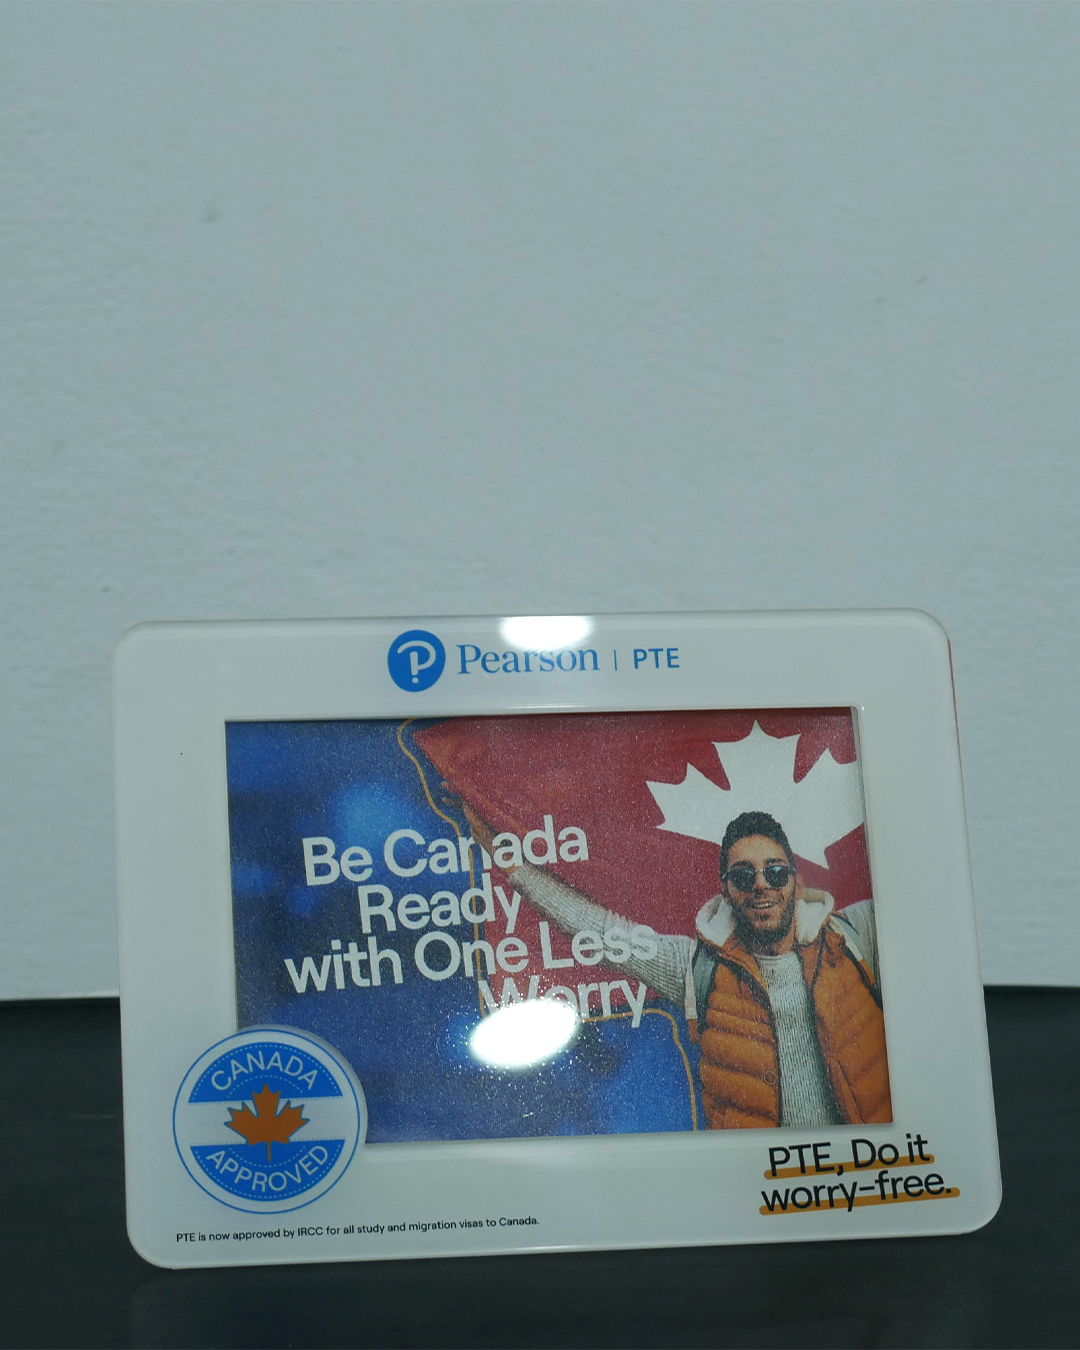 Pearson | PTE
Be Canada
Ready
with One Less
Worry
CANADA
APPROVED
PTE, Do it
worry-free.
PTE is now approved by IRCC for all study and migration visas to Canada.